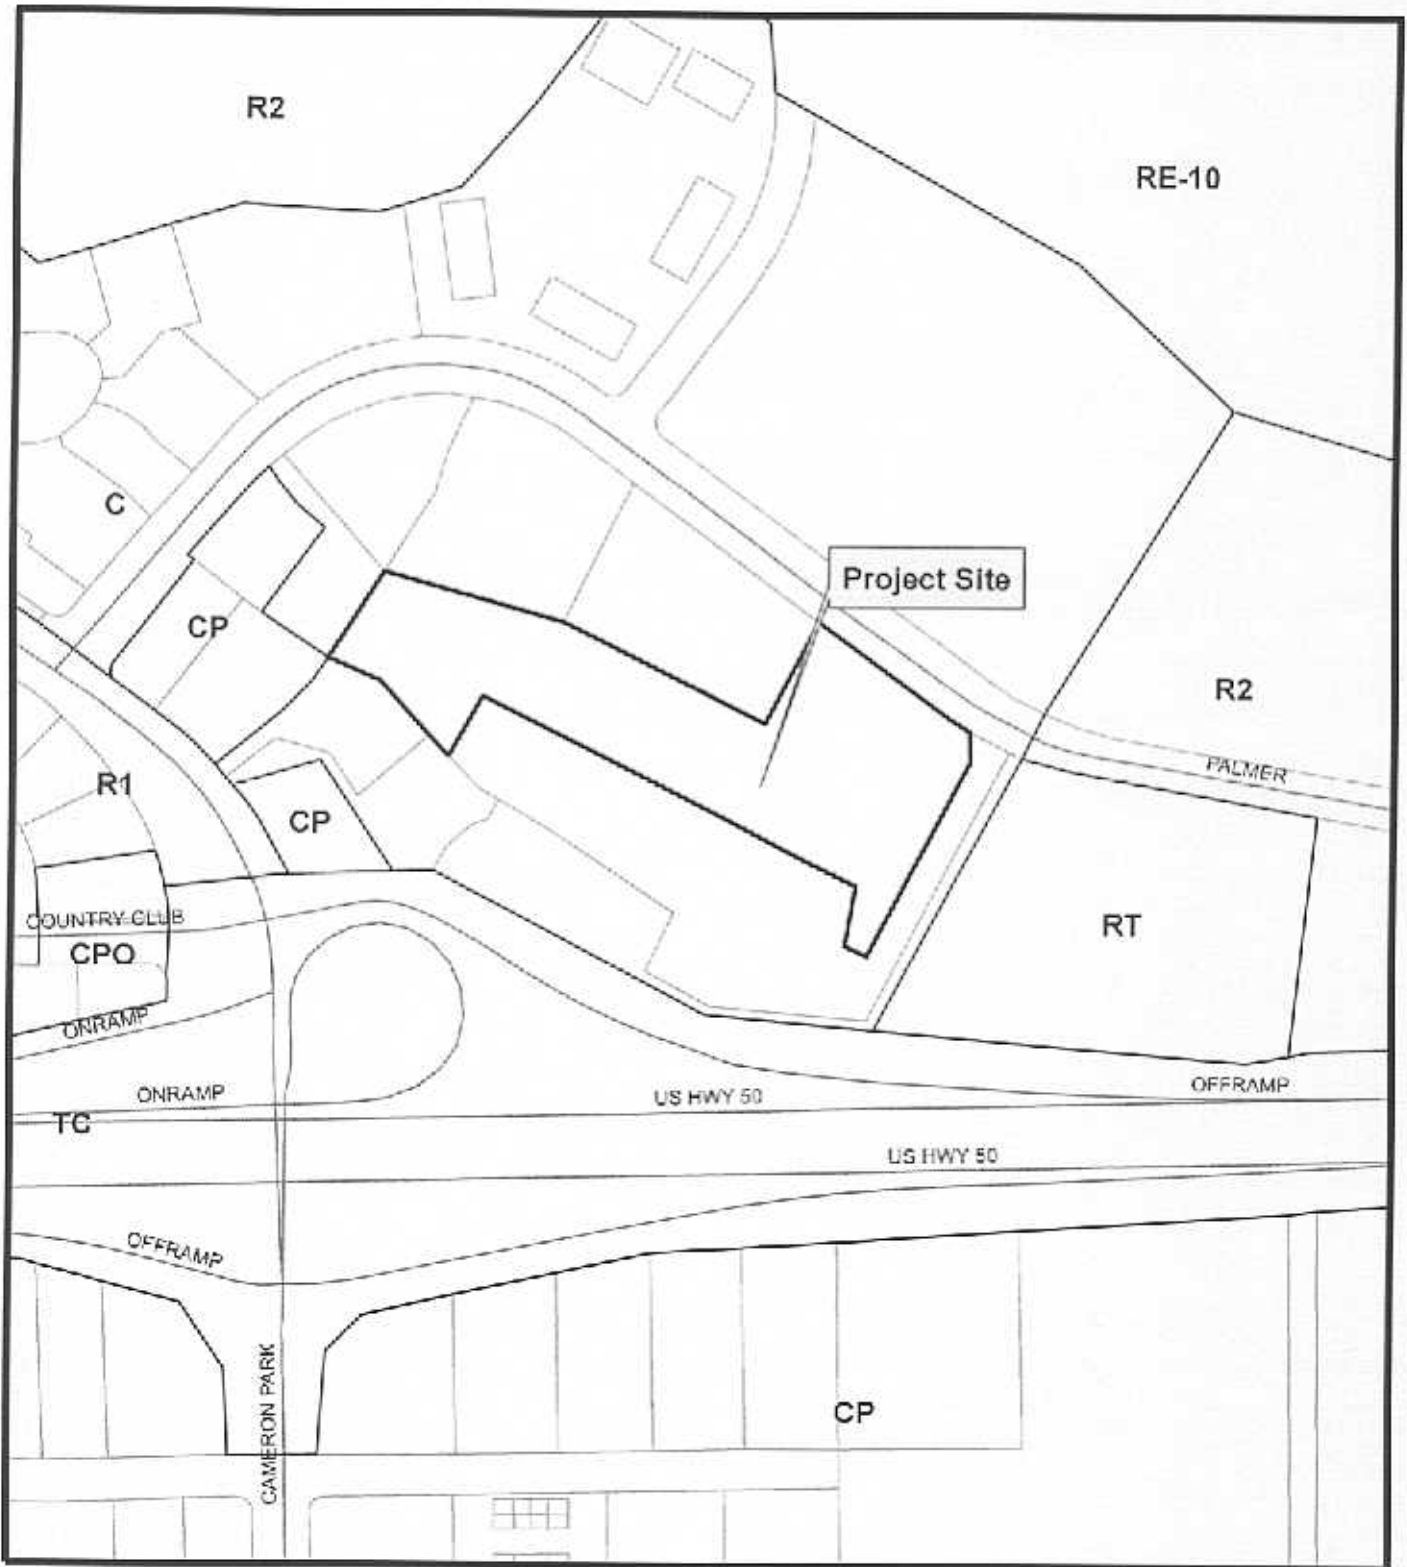 R2
RE-10
C
Project Site
CP
R2
PALMER
R1
CP
COUNTRY CLUB
CPO
RT
ONRAMP
ONRAMP
US HWY 50
OFFRAMP
TC
US HWY 50
OFFRAMP
CAMERON PARK
CP